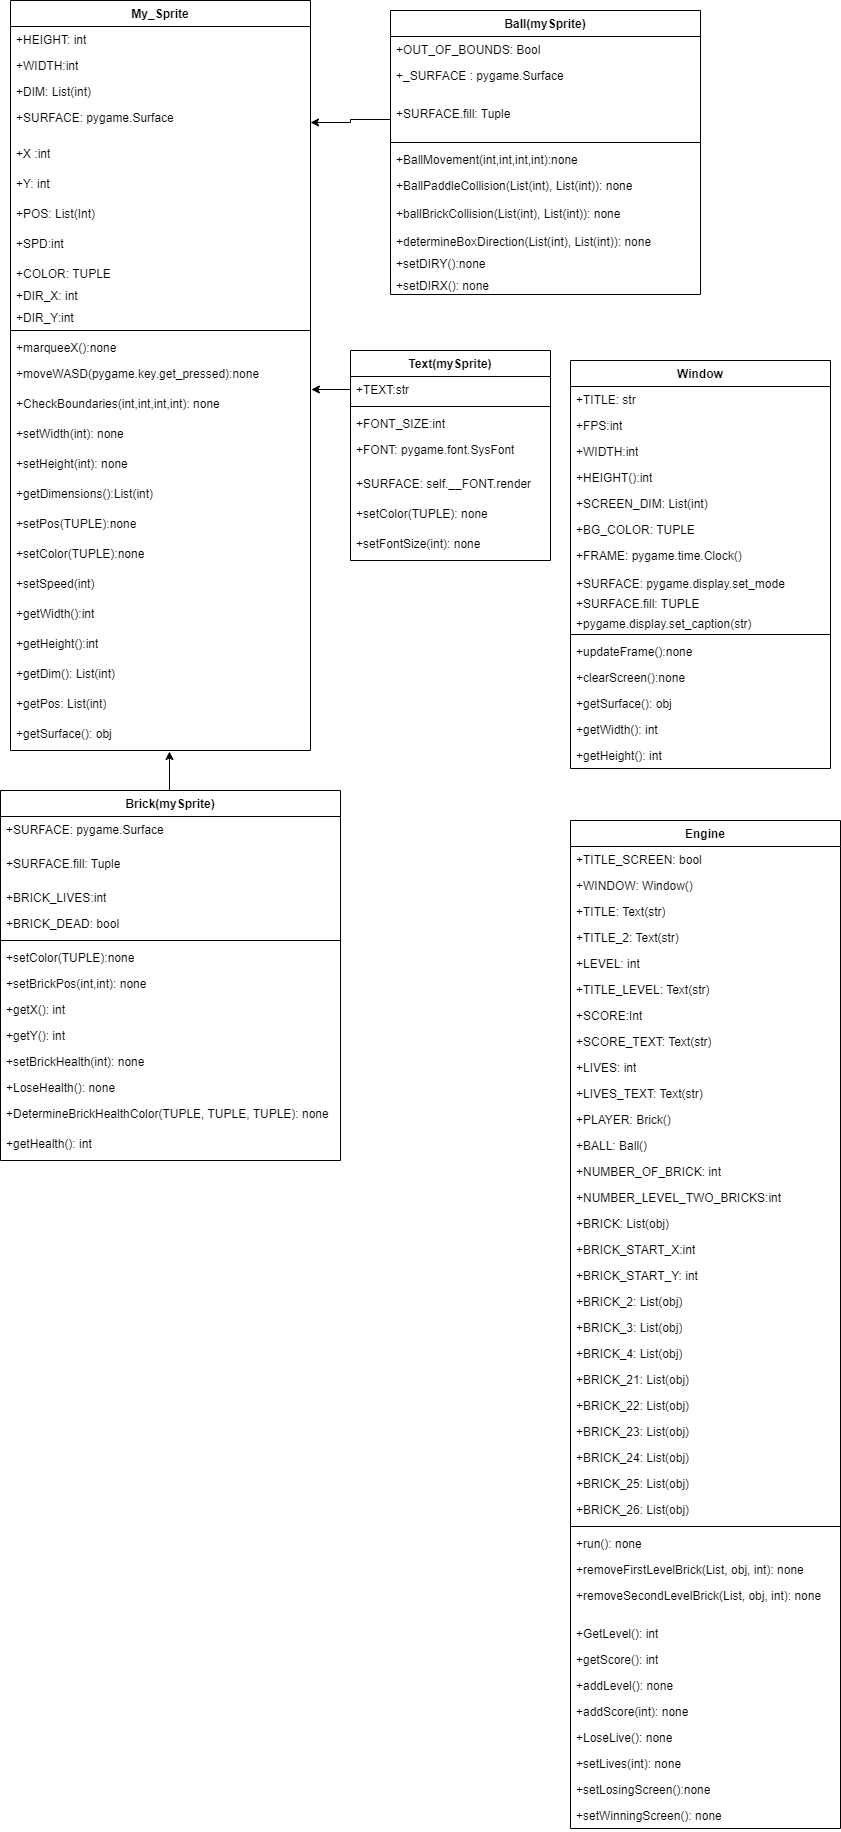 My_Sprite
+HEIGHT: int
+WIDTH:int
+DIM: List(int)
+SURFACE: pygame.Surface
+X :int
+Y: int
+POS: List(Int)
+SPD:int
+COLOR: TUPLE
+DIR_X: int
+DIR_Y:int
+marqueeX():none
+moveWASD(pygame.key.get_pressed):none
+CheckBoundaries(int,int,int,int): none
+setWidth(int): none
+setHeight(int): none
+getDimensions():List(int)
+setPos(TUPLE):none
+setColor(TUPLE):none
+setSpeed(int)
+getWidth():int
+getHeight():int
+getDim(): List(int)
+getPos: List(int)
+getSurface(): obj
Ball(mySprite)
+OUT_OF_BOUNDS: Bool
+_SURFACE : pygame.Surface
+SURFACE.fill: Tuple
+BallMovement(int,int,int,int):none
+BallPaddleCollision(List(int), List(int)): none
+ballBrickCollision(List(int), List(int)): none
+determineBoxDirection(List(int), List(int)): none
+setDIRY():none
+setDIRX(): none
Text(mySprite)
+TEXT:str
+FONT_SIZE:int
+FONT: pygame.font.SysFont
+SURFACE: self.__FONT.render
+setColor(TUPLE): none
+setFontSize(int): none
Window
+TITLE: str
+FPS:int
+WIDTH:int
+HEIGHT():int
+SCREEN_DIM: List(int)
+BG_COLOR: TUPLE
+FRAME: pygame.time.Clock()
+SURFACE: pygame.display.set_mode
+SURFACE.fill: TUPLE
+pygame.display.set_caption(str)
+updateFrame():none
+clearScreen():none
+getSurface(): obj
+getWidth(): int
+getHeight(): int
Brick(mySprite)
+SURFACE: pygame.Surface
+SURFACE.fill: Tuple
+BRICK_LIVES:int
+BRICK_DEAD: bool
+setColor(TUPLE):none
+setBrickPos(int,int): none
+getX(): int
+getY(): int
+setBrickHealth(int): none
+LoseHealth(): none
+DetermineBrickHealthColor(TUPLE, TUPLE, TUPLE): none
+getHealth(): int
Engine
+TITLE_SCREEN: bool
+WINDOW: Window()
+TITLE: Text(str)
+TITLE_2: Text(str)
+LEVEL: int
+TITLE_LEVEL: Text(str)
+SCORE:Int
+SCORE_TEXT: Text(str)
+LIVES: int
+LIVES_TEXT: Text(str)
+PLAYER: Brick()
+BALL: Ball()
+NUMBER_OF_BRICK: int
+NUMBER_LEVEL_TWO_BRICKS:int
+BRICK: List(obj)
+BRICK_START_X:int
+BRICK_START_Y: int
+BRICK_2: List(obj)
+BRICK_3: List(obj)
+BRICK_4: List(obj)
+BRICK_21: List(obj)
+BRICK_22: List(obj)
+BRICK_23: List(obj)
+BRICK_24: List(obj)
+BRICK_25: List(obj)
+BRICK_26: List(obj)
+run(): none
+removeFirstLevelBrick(List, obj, int): none
+removeSecondLevelBrick(List, obj, int): none
+GetLevel(): int
+getScore(): int
+addLevel(): none
+addScore(int): none
+LoseLive(): none
+setLives(int): none
+setLosingScreen():none
+setWinningScreen(): none